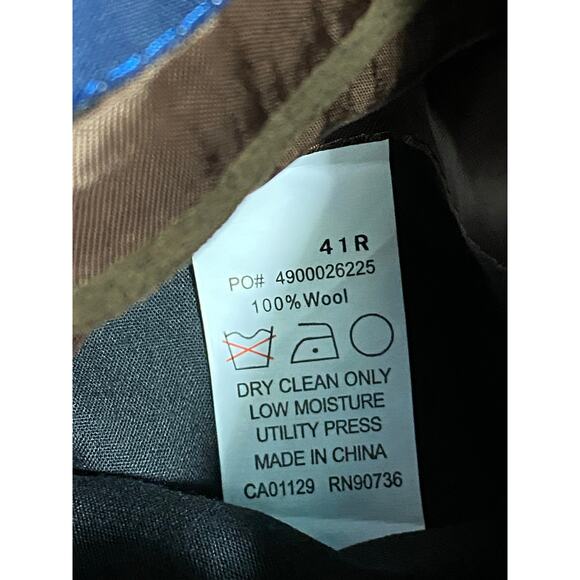 41R
PO# 4900026225
100%Wool
DRY CLEAN ONLY
LOW MOISTURE
UTILITY PRESS
MADE IN CHINA
CA01129 RN90736